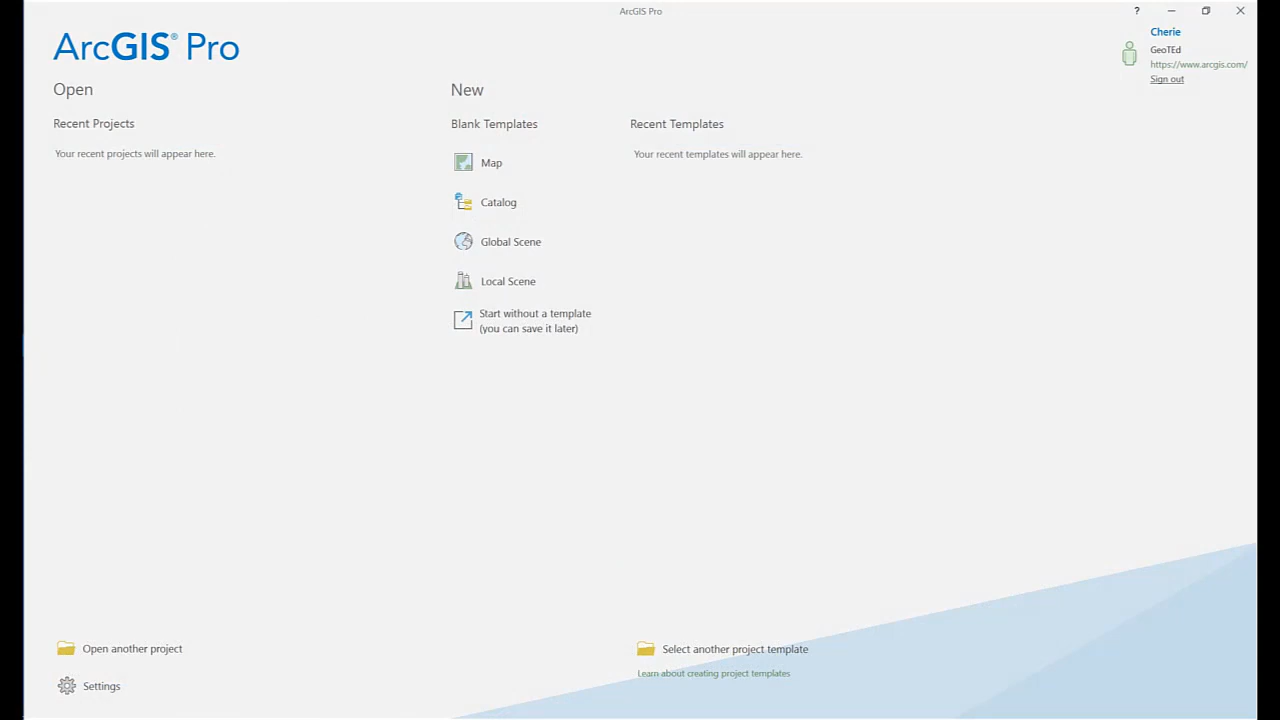 ArcGIS Pro
?
Cherie
GeoTEd
https://www.arcgis.com/
Sign out
ArcGIS® Pro
Open
Recent Projects
Your recent projects will appear here.
New
Blank Templates
Map
Catalog
Global Scene
Local Scene
Start without a template
(you can save it later)
Recent Templates
Your recent templates will appear here.
Open another project
Settings
Select another project template
Learn about creating project templates